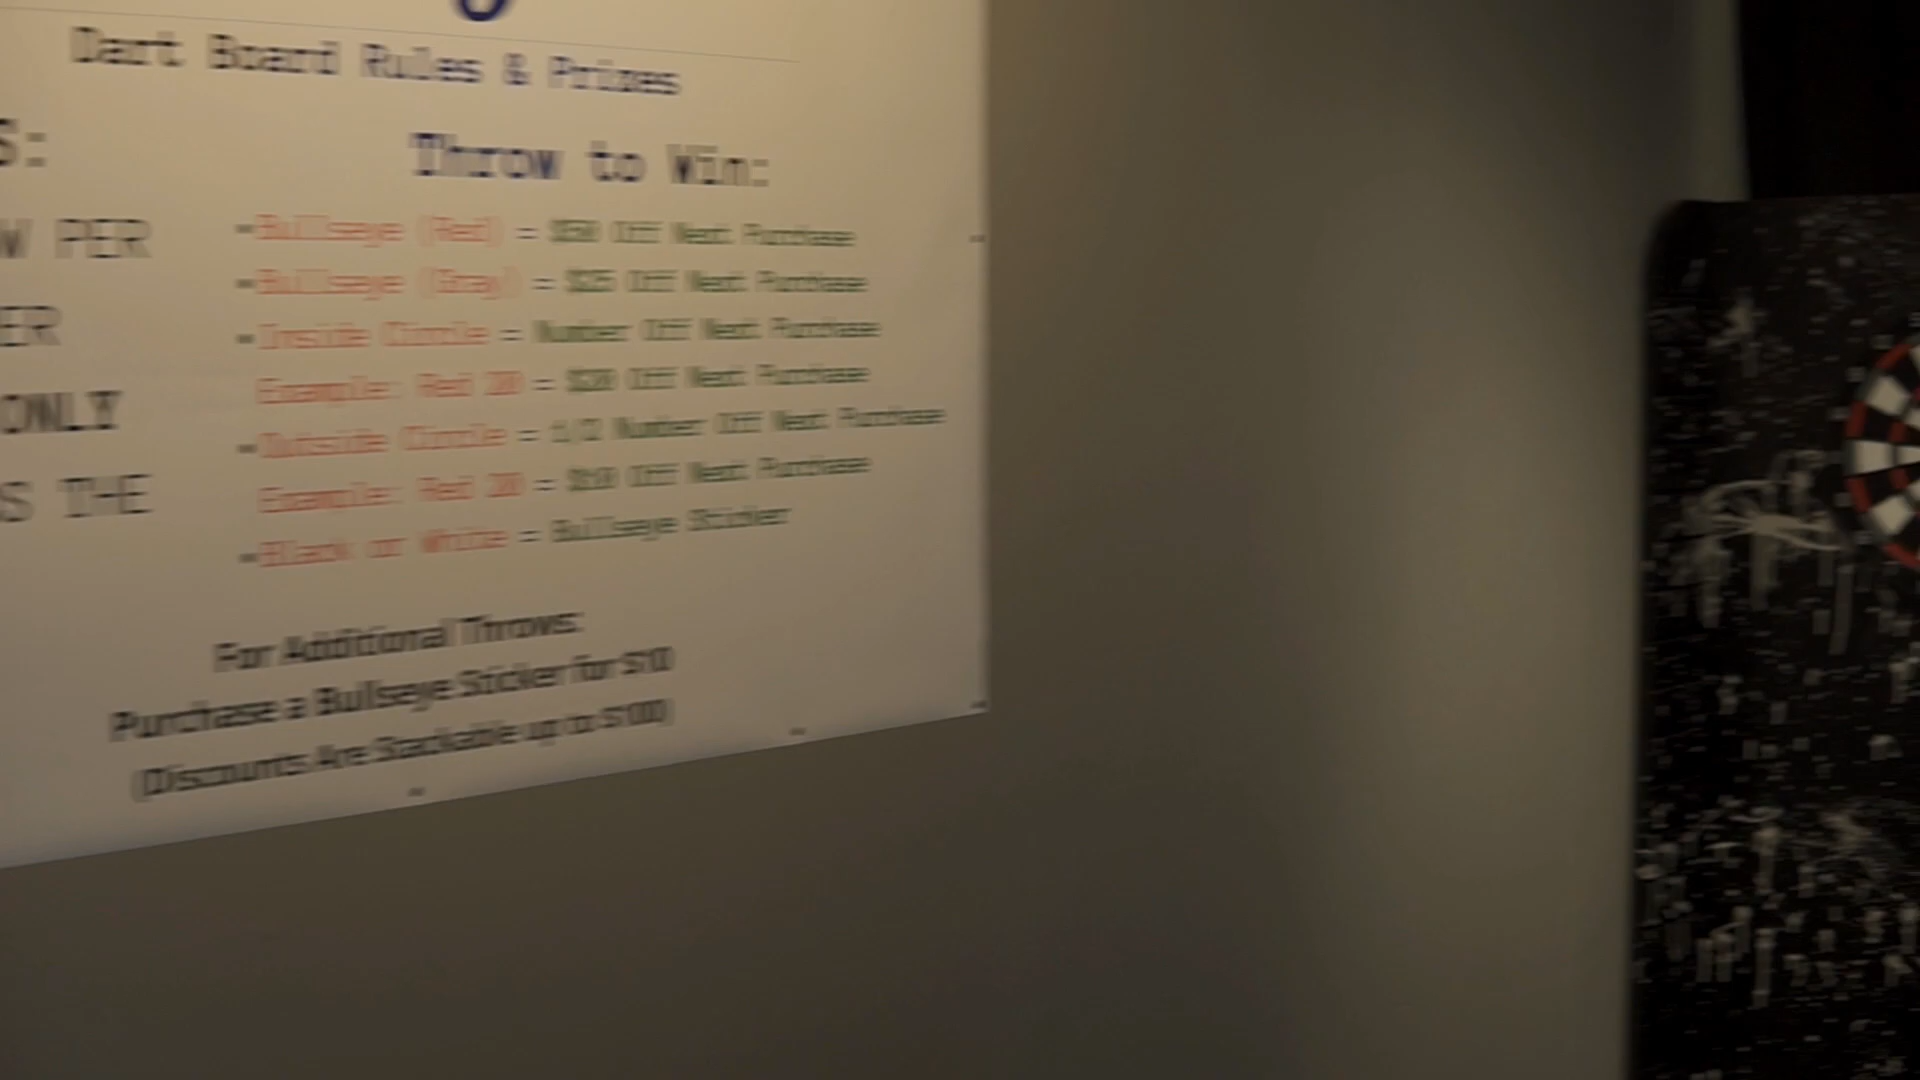 Dart Board Rules & Prizes
S:
W PER
ER
ONLY
S THE
Throw to Win:
-Bullseye (Red) = $50 Off Next Purchase
-Bullseye (Gray) = $25 Off Next Purchase
-Inside Circle = Number Off Next Purchase
Example: Red 20 = $20 Off Next Purchase
-Outside Circle = 1/2 Number Off Next Purchase
Example: Red 20 = $10 Off Next Purchase
-Black or White = Bullseye Sticker
For Additional Throws:
Purchase a Bullseye Sticker for $10
(Discounts Are Stackable up to $100)